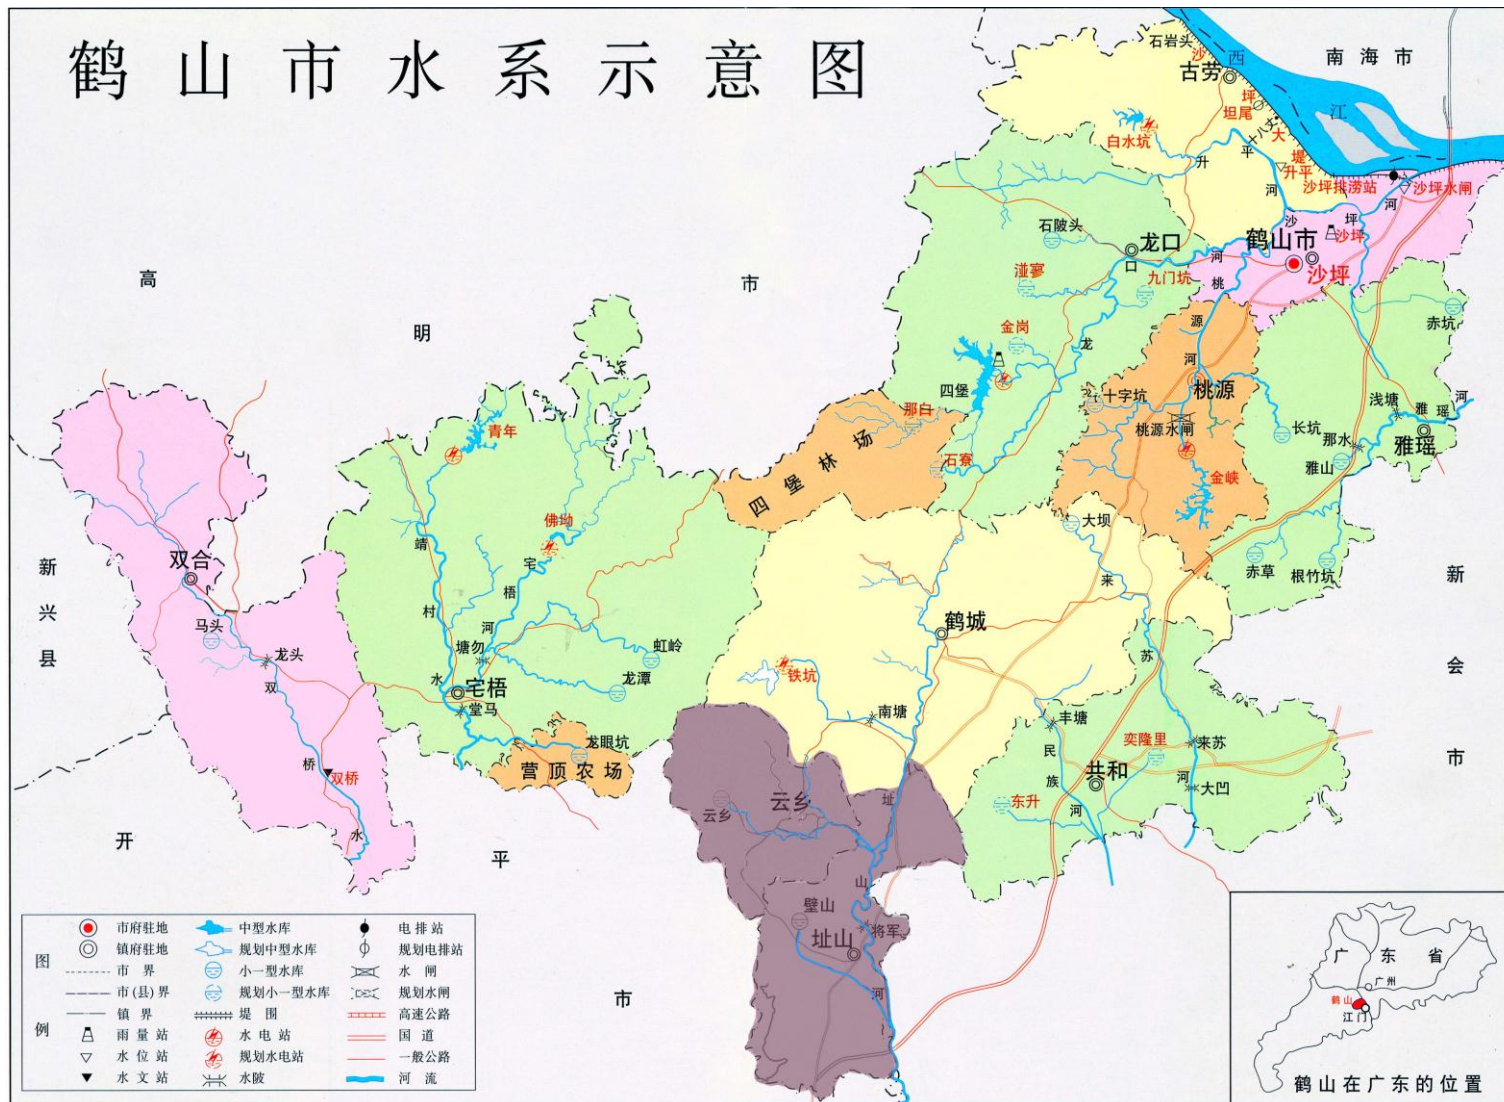 鹤山市水系示意图
南海市
石岩头
沙
古劳
西
坪
坦尾
江
十八丈
大
白水坑
升
平
堤
升平
沙坪排涝站
沙坪水闸
河
河
石陂头
龙口
沙
坪
鹤山市
沙坪
沙坪
口
河
九门坑
桃
高
明
市
金岗
龙
源
河
赤坑
四堡
十字坑
桃源
浅塘
雅
瑶
河
那白
桃源水闸
长坑
那水
雅瑶
雅山
青年
四堡林场
石寮
金峡
大坝
佛坳
靖
宅
来
赤草
根竹坑
新兴县
双合
梧
村
河
马头
塘勿
虹岭
鹤城
新会市
龙头
双
水
宅梧
龙潭
铁坑
苏
堂马
南塘
丰塘
奕隆里
来苏
龙眼坑
民
营顶农场
桥
双桥
族
共和
河
大凹
云乡
云乡
址
东升
河
水
开
平
山
壁山
将军
址山
市
河
图例
市府驻地
镇府驻地
市界
市(县)界
镇界
雨量站
水位站
水文站
中型水库
规划中型水库
小一型水库
规划小一型水库
堤围
水电站
规划水电站
水陂
电排站
规划电排站
水闸
规划水闸
高速公路
国道
一般公路
河流
广东省
广州
鹤山
江门
鹤山在广东的位置